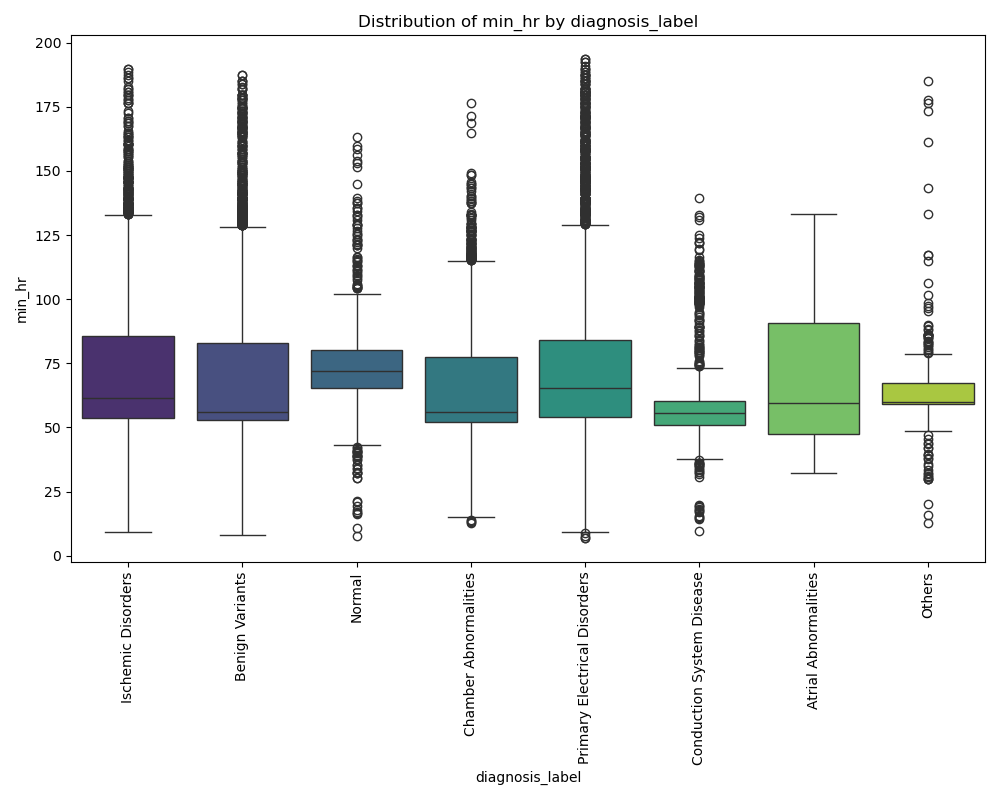 Distribution of min_hr by diagnosis_label
200
175
150
125
100
75
50
25
0
min_hr
Ischemic Disorders
Benign Variants
Normal
Chamber Abnormalities
Primary Electrical Disorders
Conduction System Disease
Atrial Abnormalities
Others
diagnosis_label